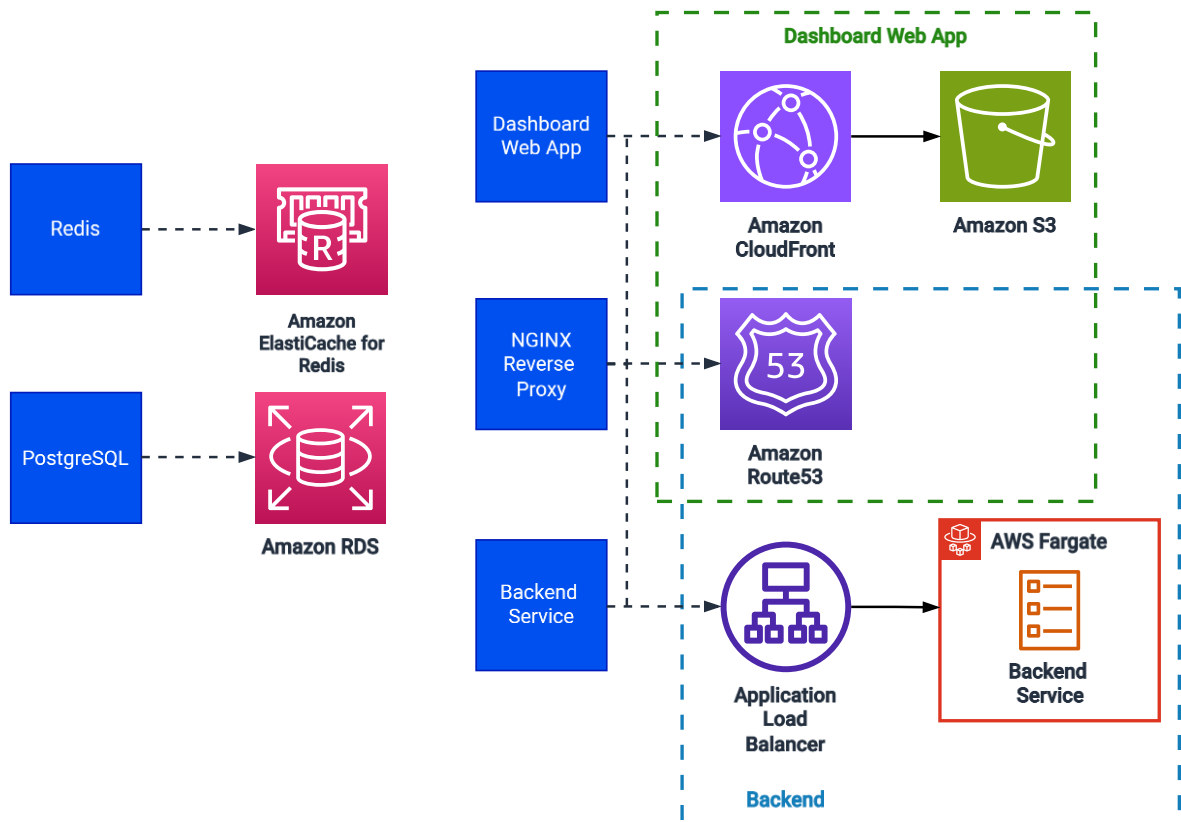 Dashboard Web App
Dashboard
Web App
Amazon
CloudFront
Amazon S3
Redis
R
Amazon
ElastiCache for
Redis
NGINX
Reverse
Proxy
53
Amazon
Route53
PostgreSQL
Amazon RDS
Backend
Service
Application
Load
Balancer
AWS Fargate
Backend
Service
Backend